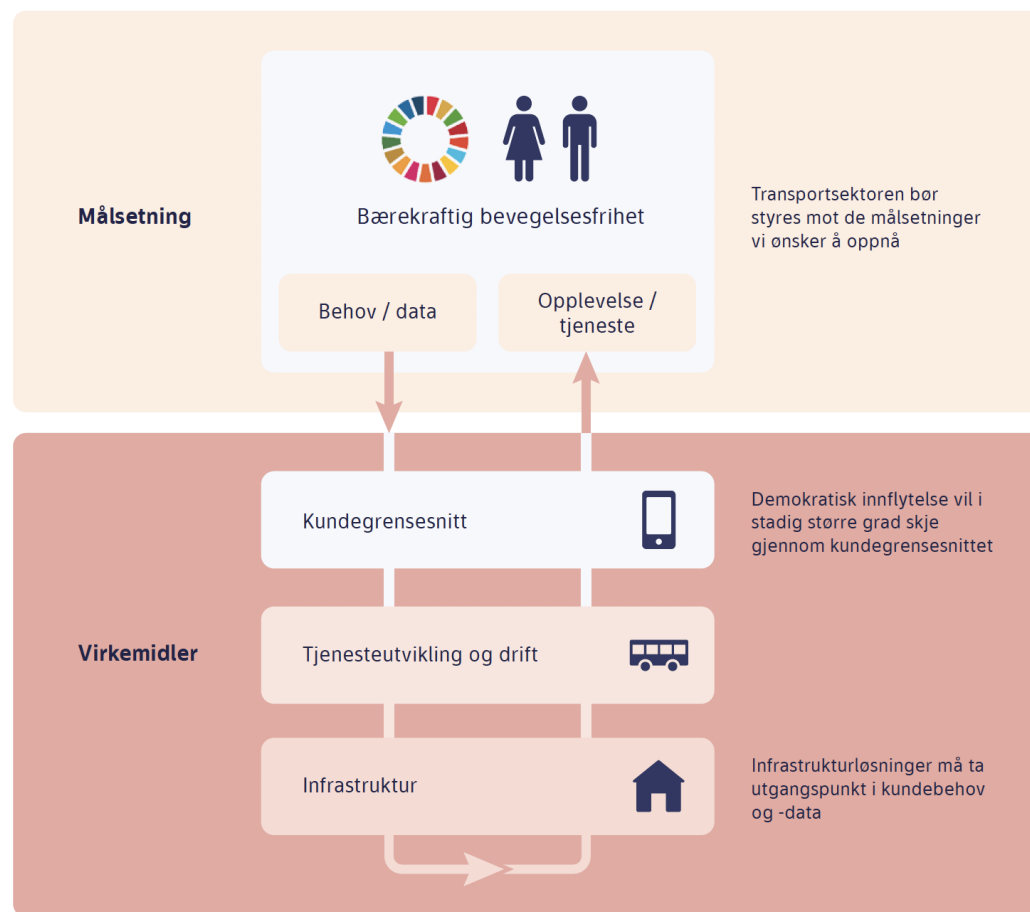 Målsetning
Bærekraftig bevegelsesfrihet
Behov / data
Opplevelse /
tjeneste
Transportsektoren bør
styres mot de målsetninger
vi ønsker å oppnå
Virkemidler
Kundegrensesnitt
Demokratisk innflytelse vil i
stadig større grad skje
gjennom kundegrensesnittet
Tjenesteutvikling og drift
Infrastruktur
Infrastrukturløsninger må ta
utgangspunkt i kundebehov
og -data